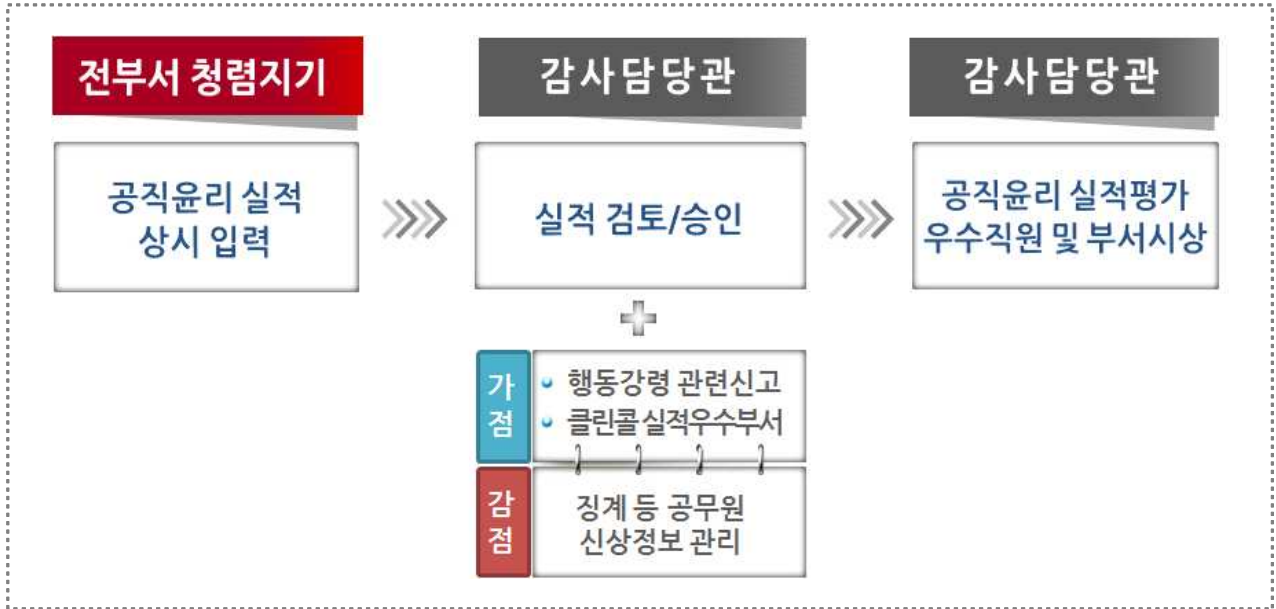 전부서 청렴지기
감사담당관
감사담당관
공직윤리 실적
상시 입력
실적 검토/승인
공직윤리 실적평가
우수직원 및 부서시상
가점
• 행동강령 관련신고
• 클린콜 실적우수부서
감점
징계 등 공무원
신상정보 관리